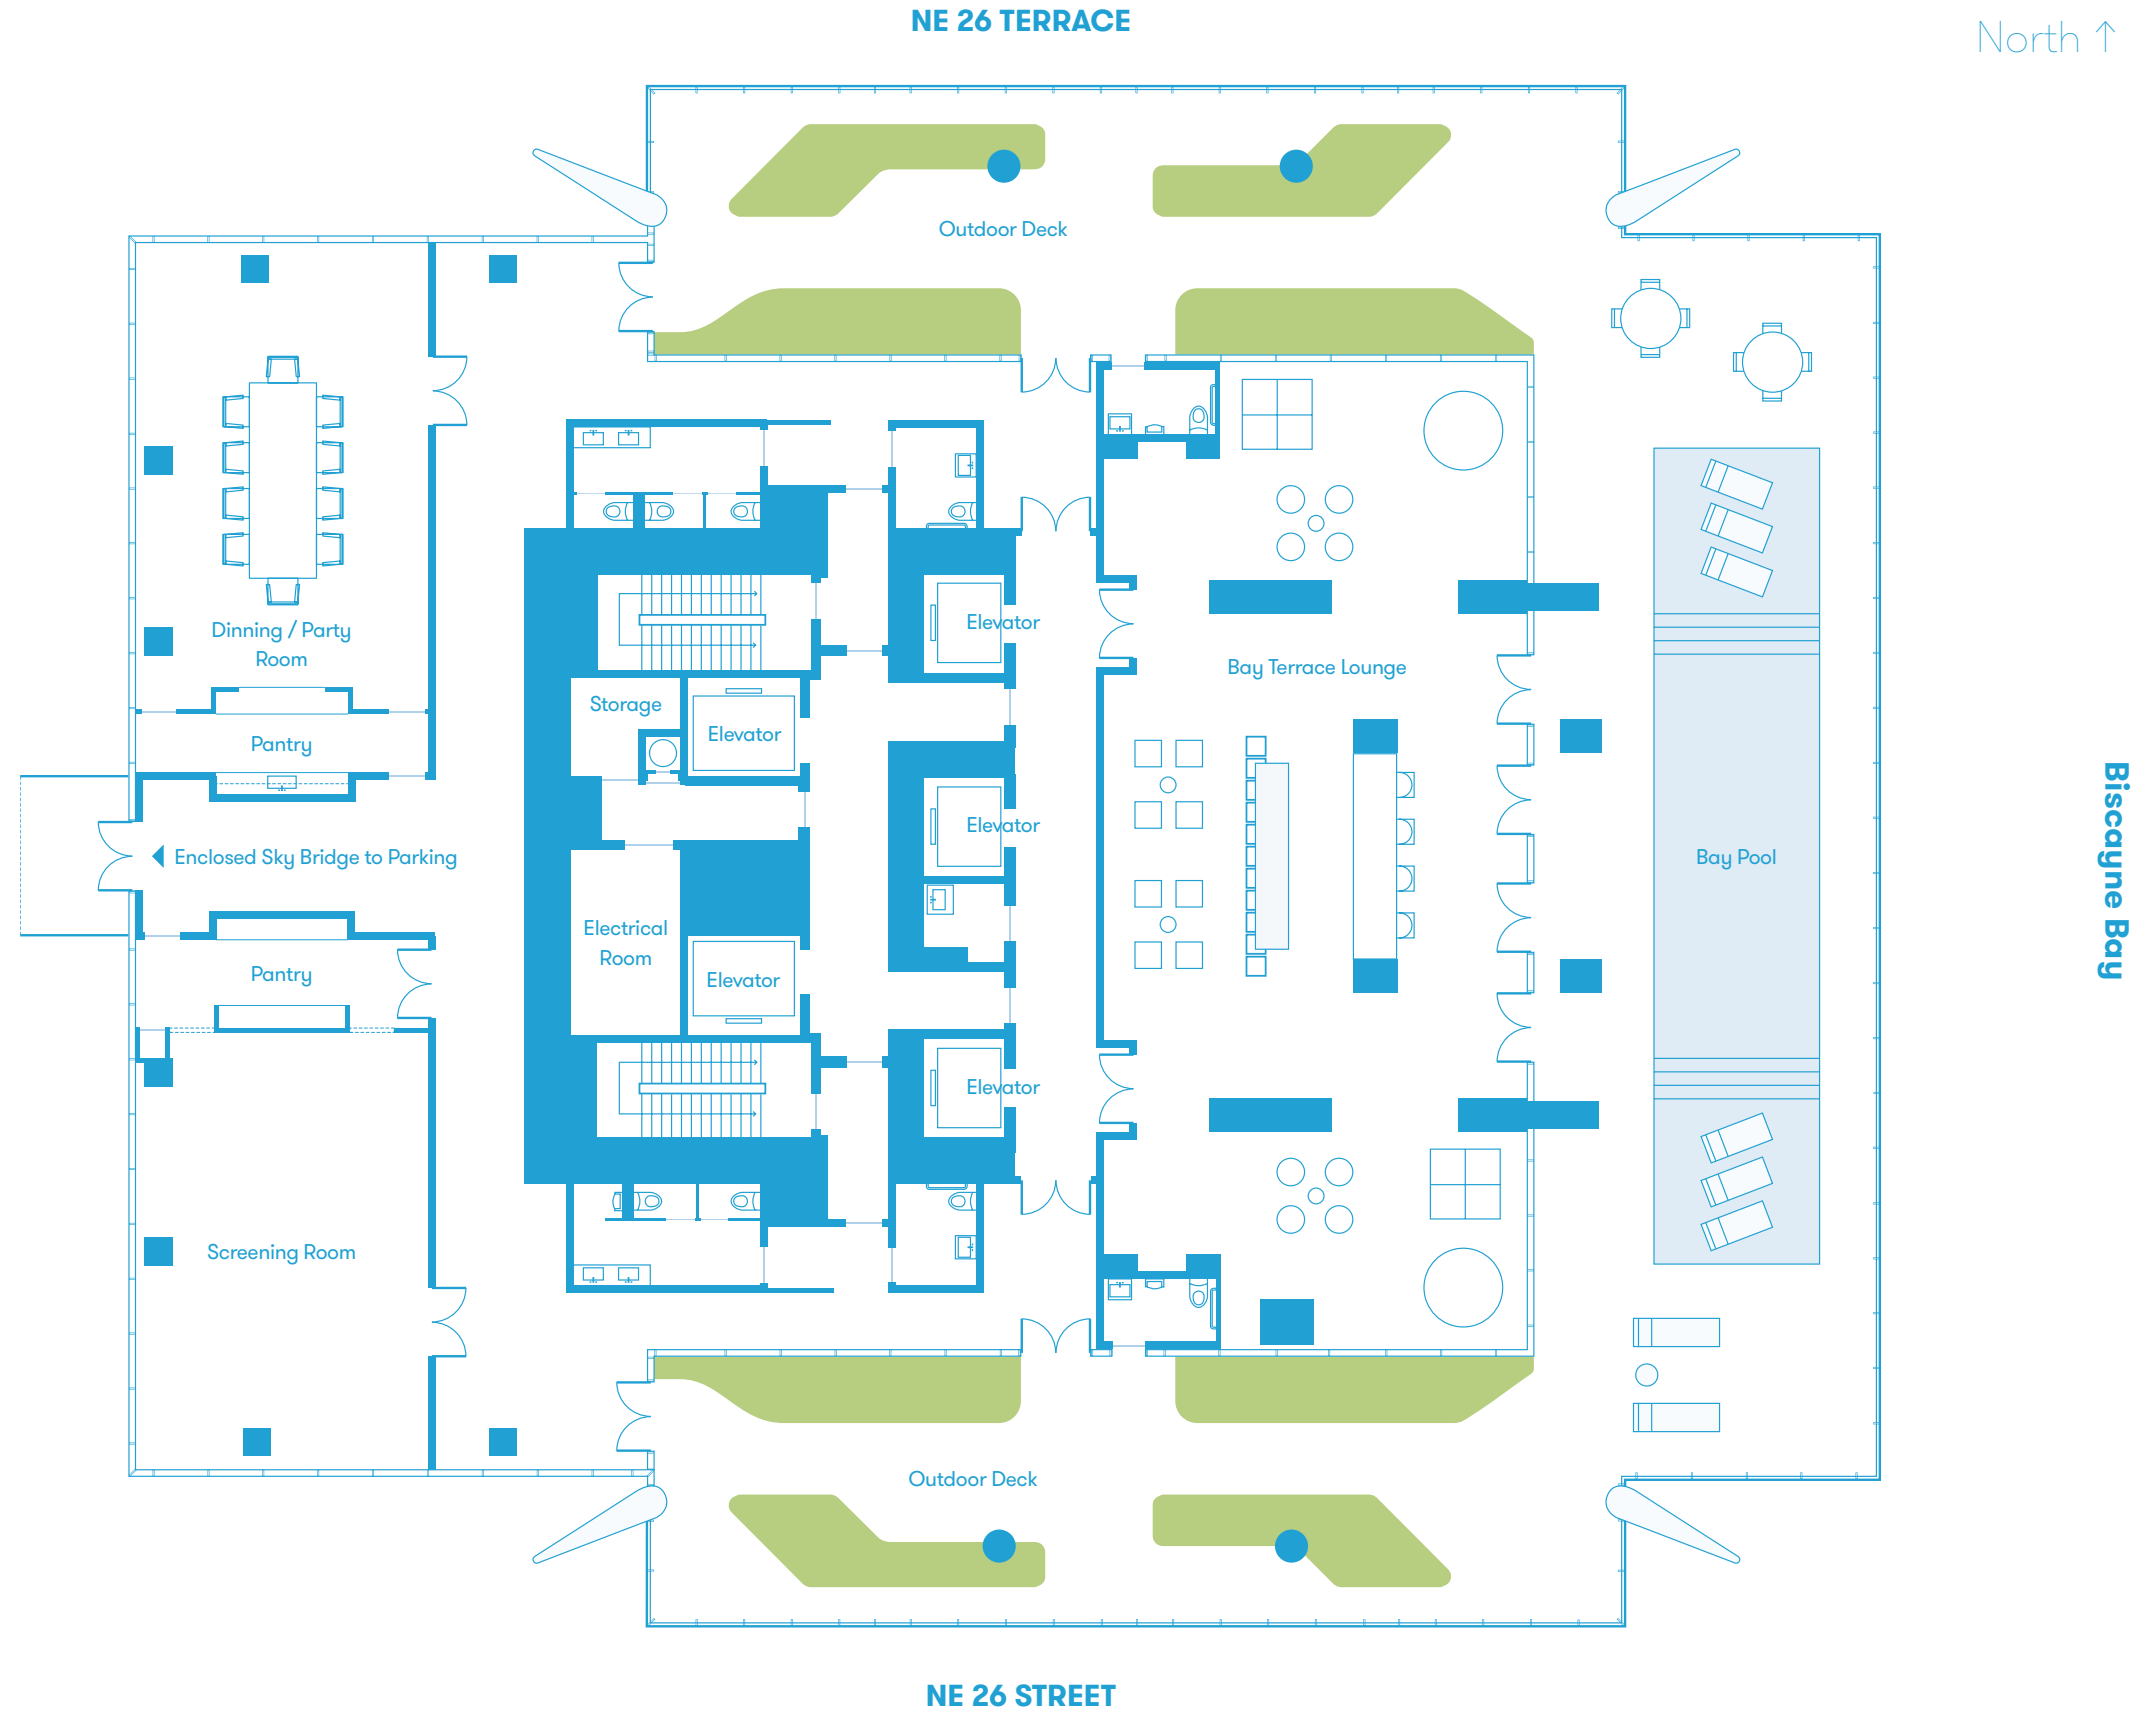 NE 26 TERRACE
North ↑
Outdoor Deck
Elevator
Dinning / Party
Room
Bay Terrace Lounge
Storage
Elevator
Pantry
Elevator
Biscayne Bay
Enclosed Sky Bridge to Parking
Bay Pool
Electrical
Room
Pantry
Elevator
Elevator
Screening Room
Outdoor Deck
NE 26 STREET